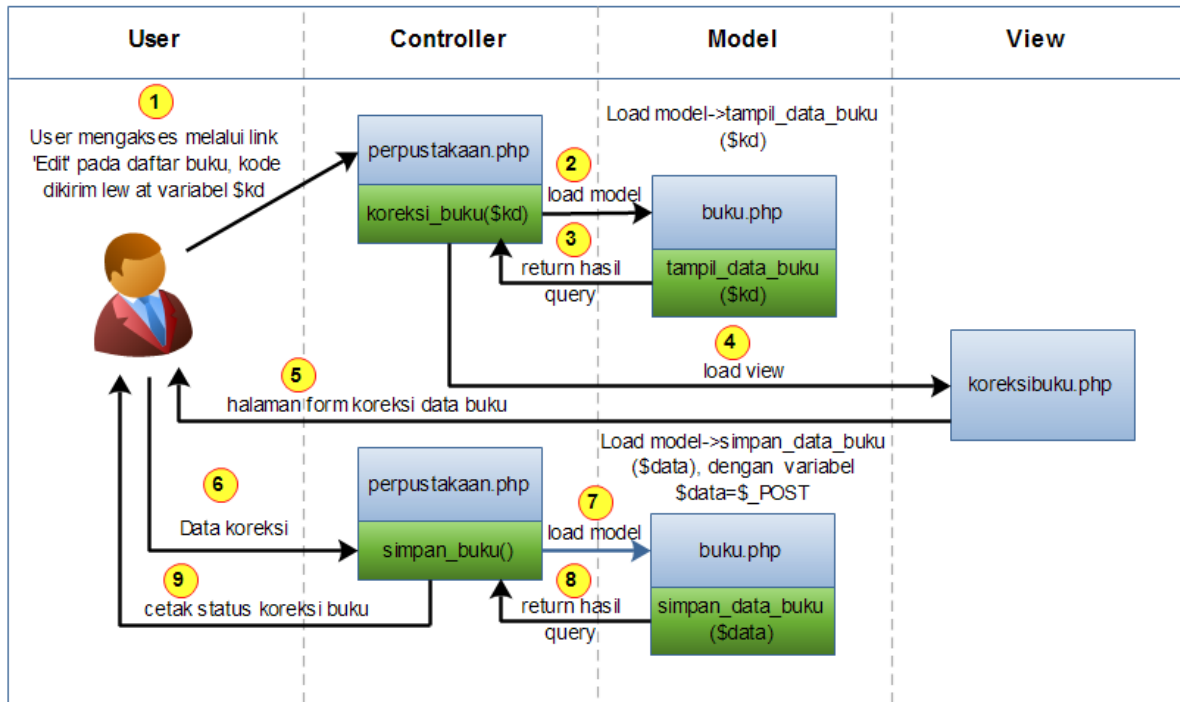 User
Controller
Model
View
1
User mengakses melalui link
'Edit' pada daftar buku, kode
dikirim lew at variabel $kd
perpustakaan.php
koreksi_buku($kd)
2
load model
Load model->tampil_data_buku
($kd)
buku.php
tampil_data_buku
($kd)
3
return hasil
query
4
load view
koreksibuku.php
5
halaman form koreksi data buku
6
Data koreksi
perpustakaan.php
simpan_buku()
7
load model
Load model->simpan_data_buku
($data), dengan variabel
$data=$_POST
buku.php
simpan_data_buku
($data)
8
return hasil
query
9
cetak status koreksi buku